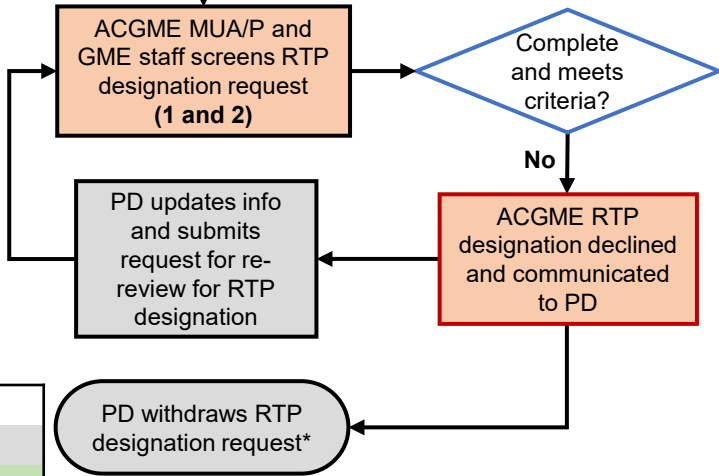 ACGME MUA/P and
GME staff screens RTP
designation request
(1 and 2)
Complete
and meets
criteria?
No
PD updates info
and submits
request for re-
review for RTP
designation
ACGME RTP
designation declined
and communicated
to PD
PD withdraws RTP
designation request*